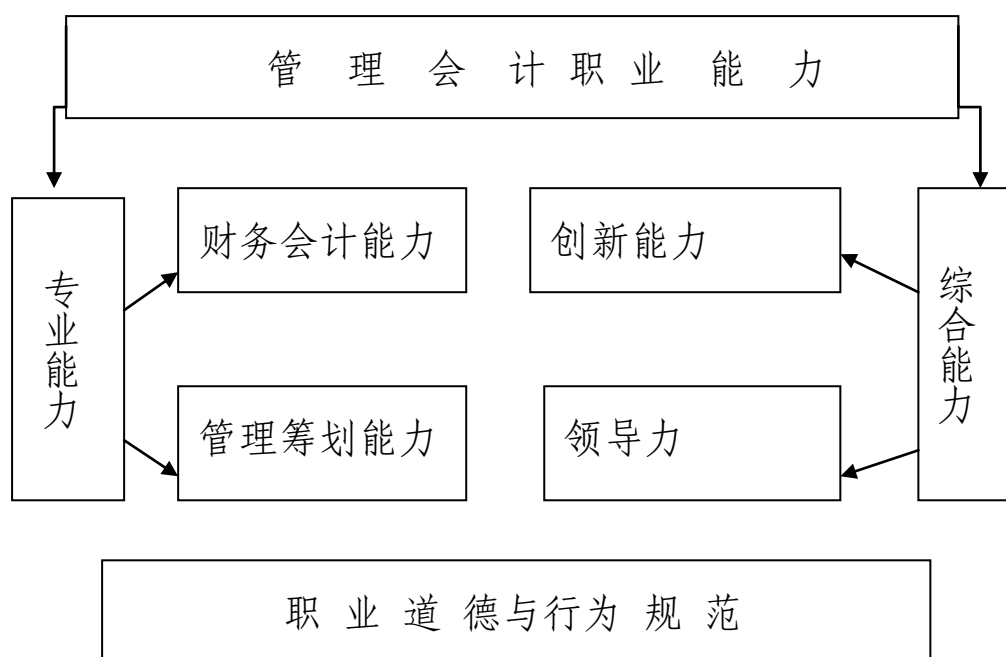 管理会计职业能力
专业能力
财务会计能力
创新能力
综合能力
管理筹划能力
领导力
职业道德与行为规范